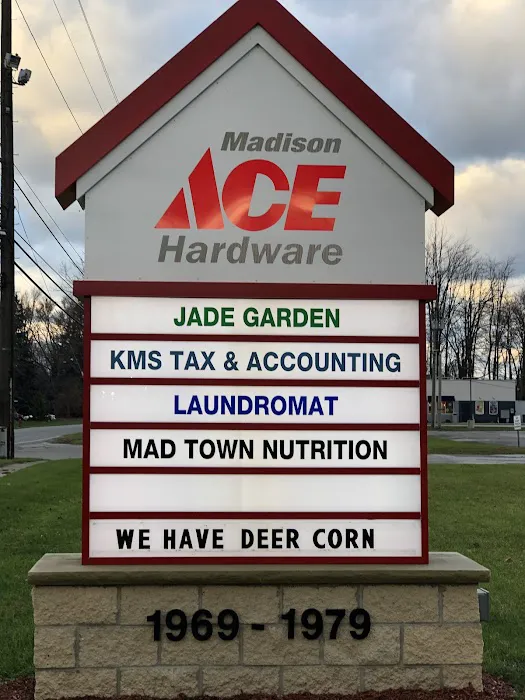 Madison
ACE
Hardware
JADE GARDEN
KMS TAX & ACCOUNTING
LAUNDROMAT
MAD TOWN NUTRITION
WE HAVE DEER CORN
1969 - 1979